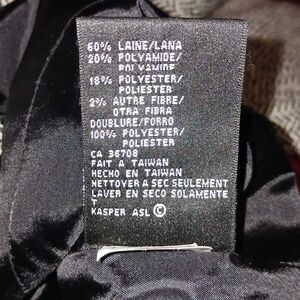 60% LAINE/LANA
20% POLYAMIDE/
POLYAMIDE
18% POLYESTER/
POLIESTER
2% AUTRE FIBRE/
OTRA FIBRA
DOUBLURE/FORRO
100% POLYESTER/
POLIESTER
CA 36708
FAIT A TAIWAN
HECHO EN TAIWAN
NETTOYER A SEC SEULEMENT
LAVER EN SECO SOLAMENTE
T
KASPER ASL ©